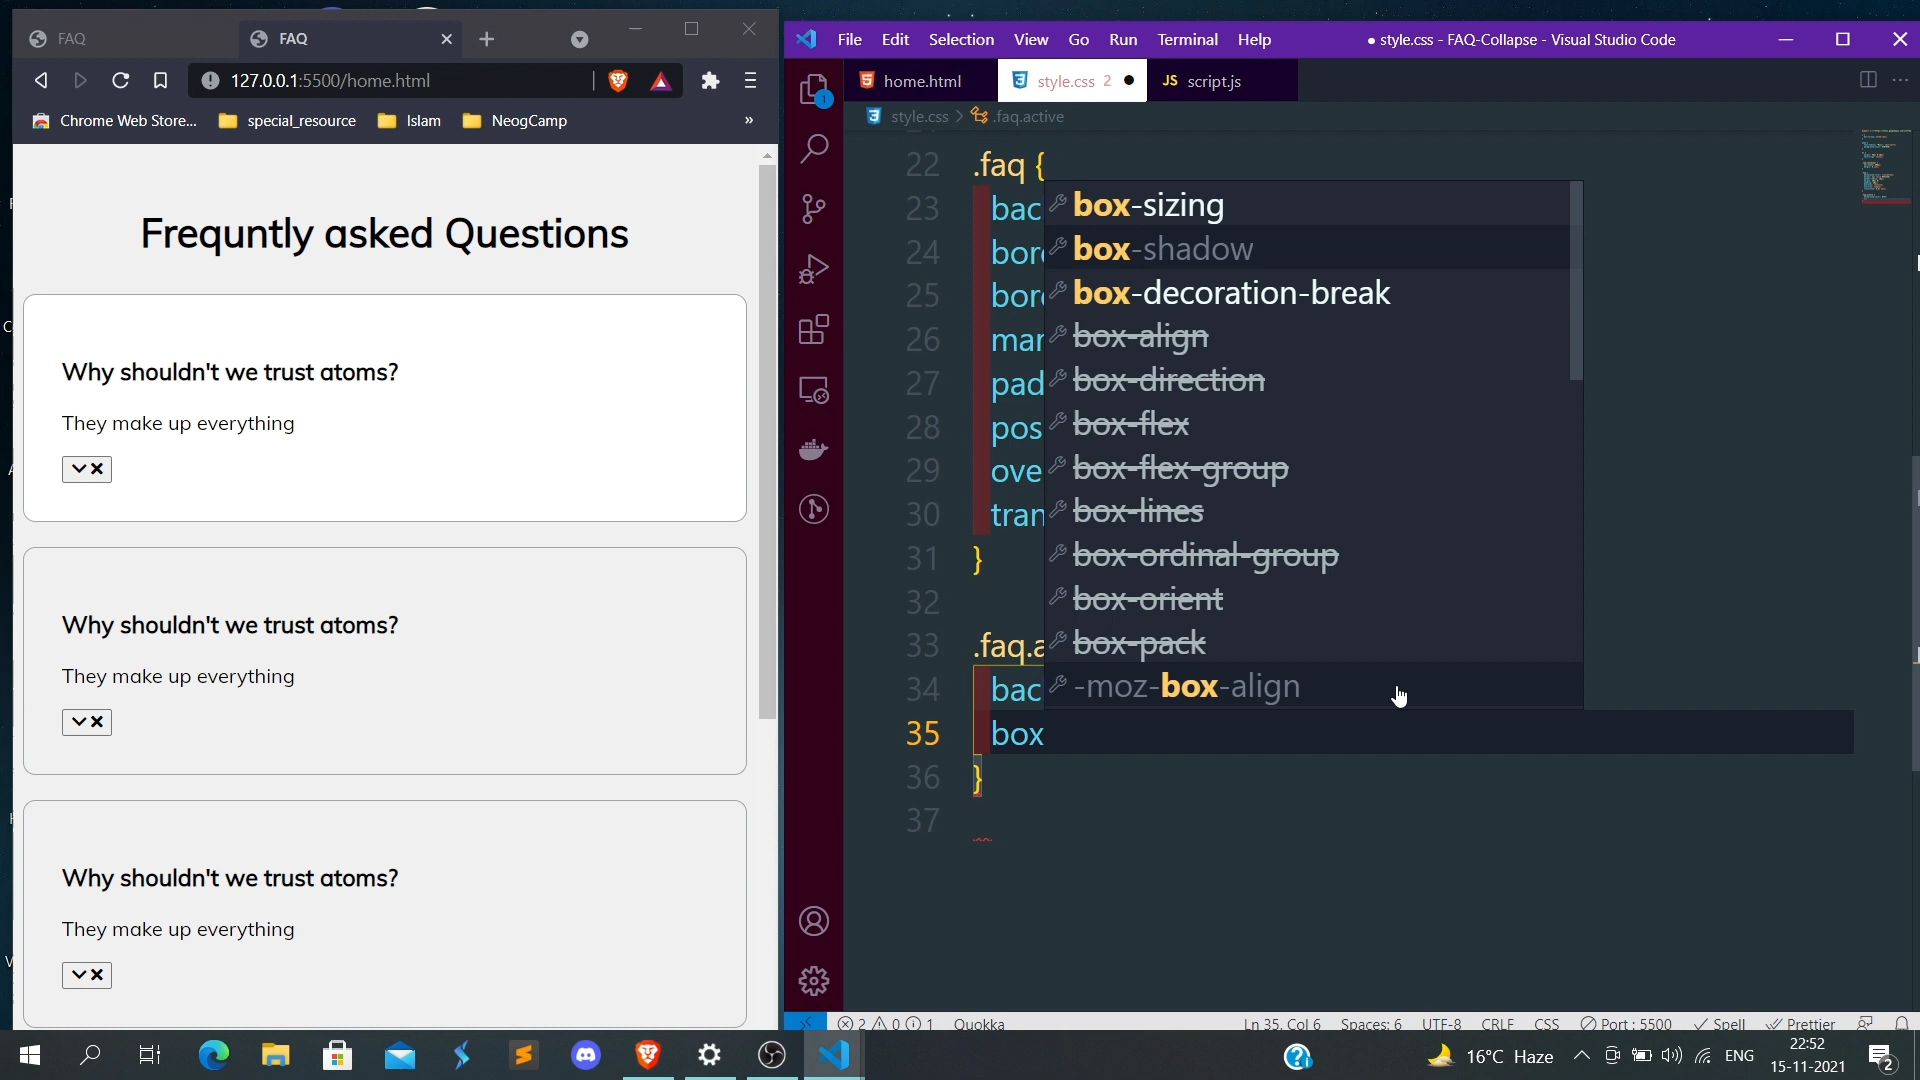 FAQ
FAQ
127.0.0.1:5500/home.html
Chrome Web Store...
special_resource
Islam
NeogCamp
»
Frequntly asked Questions
Why shouldn't we trust atoms?
They make up everything
Why shouldn't we trust atoms?
They make up everything
Why shouldn't we trust atoms?
They make up everything
File Edit Selection View Go Run Terminal Help
● style.css - FAQ-Collapse - Visual Studio Code
home.html
style.css 2
JS script.js
style.css > .faq.active
22 .faq {
23 bac
24 bor
25 bor
26 mar
27 pad
28 pos
29 ove
30 tran
31 }
32
33 .faq.a
34 bac
35 box
36 }
37
box-sizing
box-shadow
box-decoration-break
box-align
box-direction
box-flex
box-flex-group
box-lines
box-ordinal-group
box-orient
box-pack
-moz-box-align
1
2 0 1 Quokka
Ln 35, Col 6 Spaces: 6 UTF-8 CRLF CSS Port : 5500 Spell Prettier
16°C Haze
ENG
22:52
15-11-2021
2